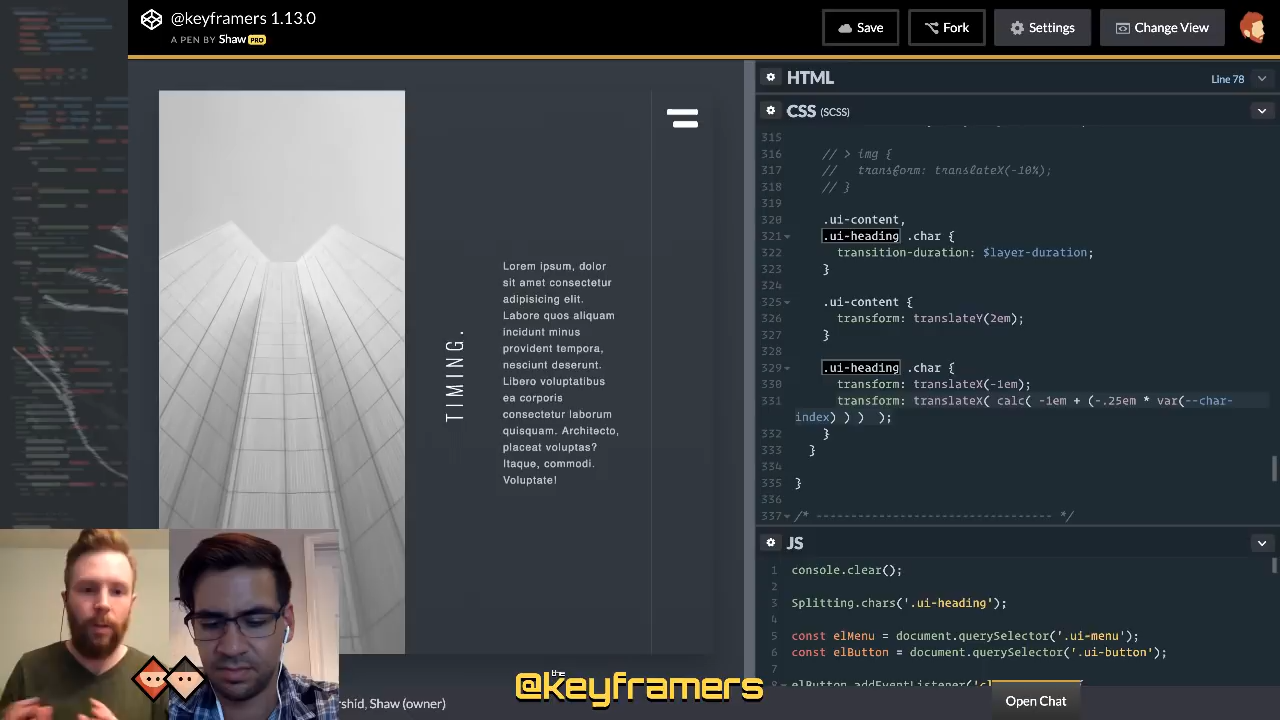 @keyframers 1.13.0
A PEN BY Shaw PRO
Save
Fork
Settings
Change View
HTML
Line 78
CSS (SCSS)
315
316 // > img {
317 // transform: translateX(-10%);
318 // }
319
320 .ui-content,
321 .ui-heading .char {
322 transition-duration: $layer-duration;
323 }
324
325 .ui-content {
326 transform: translateY(2em);
327 }
328
329 .ui-heading .char {
330 transform: translateX(-1em);
331 transform: translateX( calc( -1em + (-.25em * var(--char-
index) ) ) );
332 }
333 }
334
335 }
336
337 /* -------------------------------- */
JS
1 console.clear();
2
3 Splitting.chars('.ui-heading');
4
5 const elMenu = document.querySelector('.ui-menu');
6 const elButton = document.querySelector('.ui-button');
7
TIMING.
Lorem ipsum, dolor
sit amet consectetur
adipisicing elit.
Labore quos aliquam
incidunt minus
provident tempora,
nesciunt deserunt.
Libero voluptatibus
ea corporis
consectetur laborum
quisquam. Architecto,
placeat voluptas?
Itaque, commodi.
Voluptate!
the
@keyframers
rshid, Shaw (owner)
Open Chat